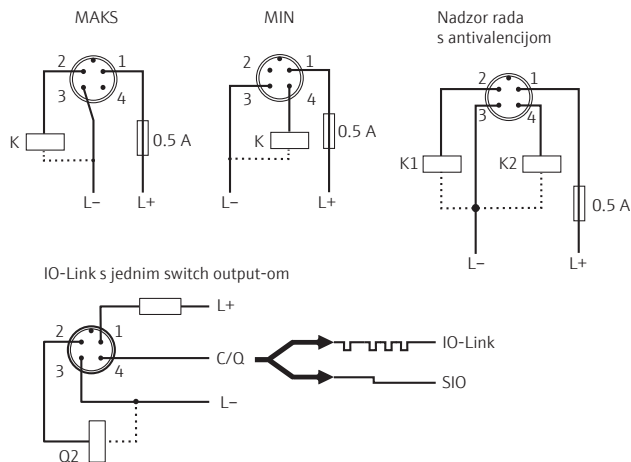 MAKS
2 1
3 4
K
0.5 A
L– L+
MIN
2 1
3 4
K
0.5 A
L– L+
Nadzor rada
s antivalencijom
2 1
3 4
K1 K2
0.5 A
L– L+
IO-Link s jednim switch output-om
2 1
3 4
L+
C/Q
L–
Q2
IO-Link
SIO